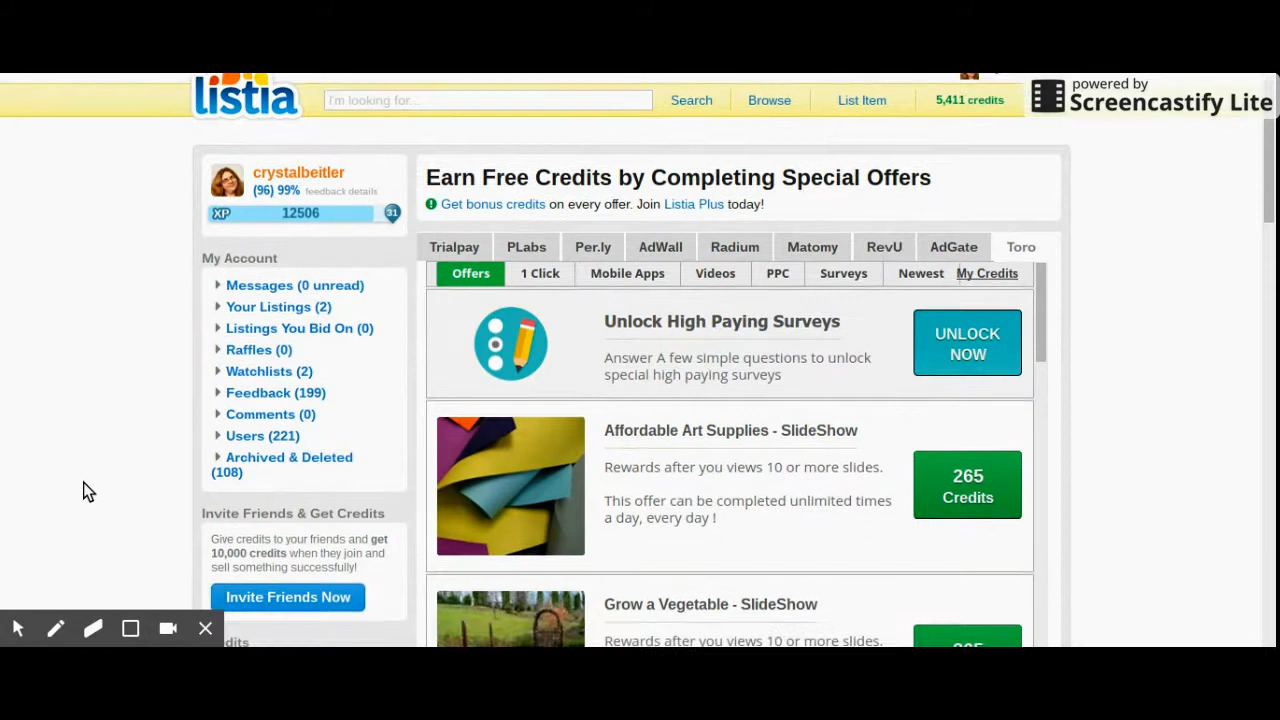 powered by
Screencastify Lite
listia
I'm looking for...
Search
Browse
List Item
5,411 credits
crystalbeitler
(96) 99% feedback details
XP 12506 31
My Account
Messages (0 unread)
Your Listings (2)
Listings You Bid On (0)
Raffles (0)
Watchlists (2)
Feedback (199)
Comments (0)
Users (221)
Archived & Deleted
(108)
Invite Friends & Get Credits
Give credits to your friends and get
10,000 credits when they join and
sell something successfully!
Invite Friends Now
Earn Free Credits by Completing Special Offers
Get bonus credits on every offer. Join Listia Plus today!
Trialpay PLabs Per.ly AdWall Radium Matomy RevU AdGate Toro
Offers 1 Click Mobile Apps Videos PPC Surveys Newest My Credits
Unlock High Paying Surveys
Answer A few simple questions to unlock
special high paying surveys
UNLOCK
NOW
Affordable Art Supplies - SlideShow
Rewards after you views 10 or more slides.
This offer can be completed unlimited times
a day, every day !
265
Credits
Grow a Vegetable - SlideShow
Rewards after you views 10 or more slides.